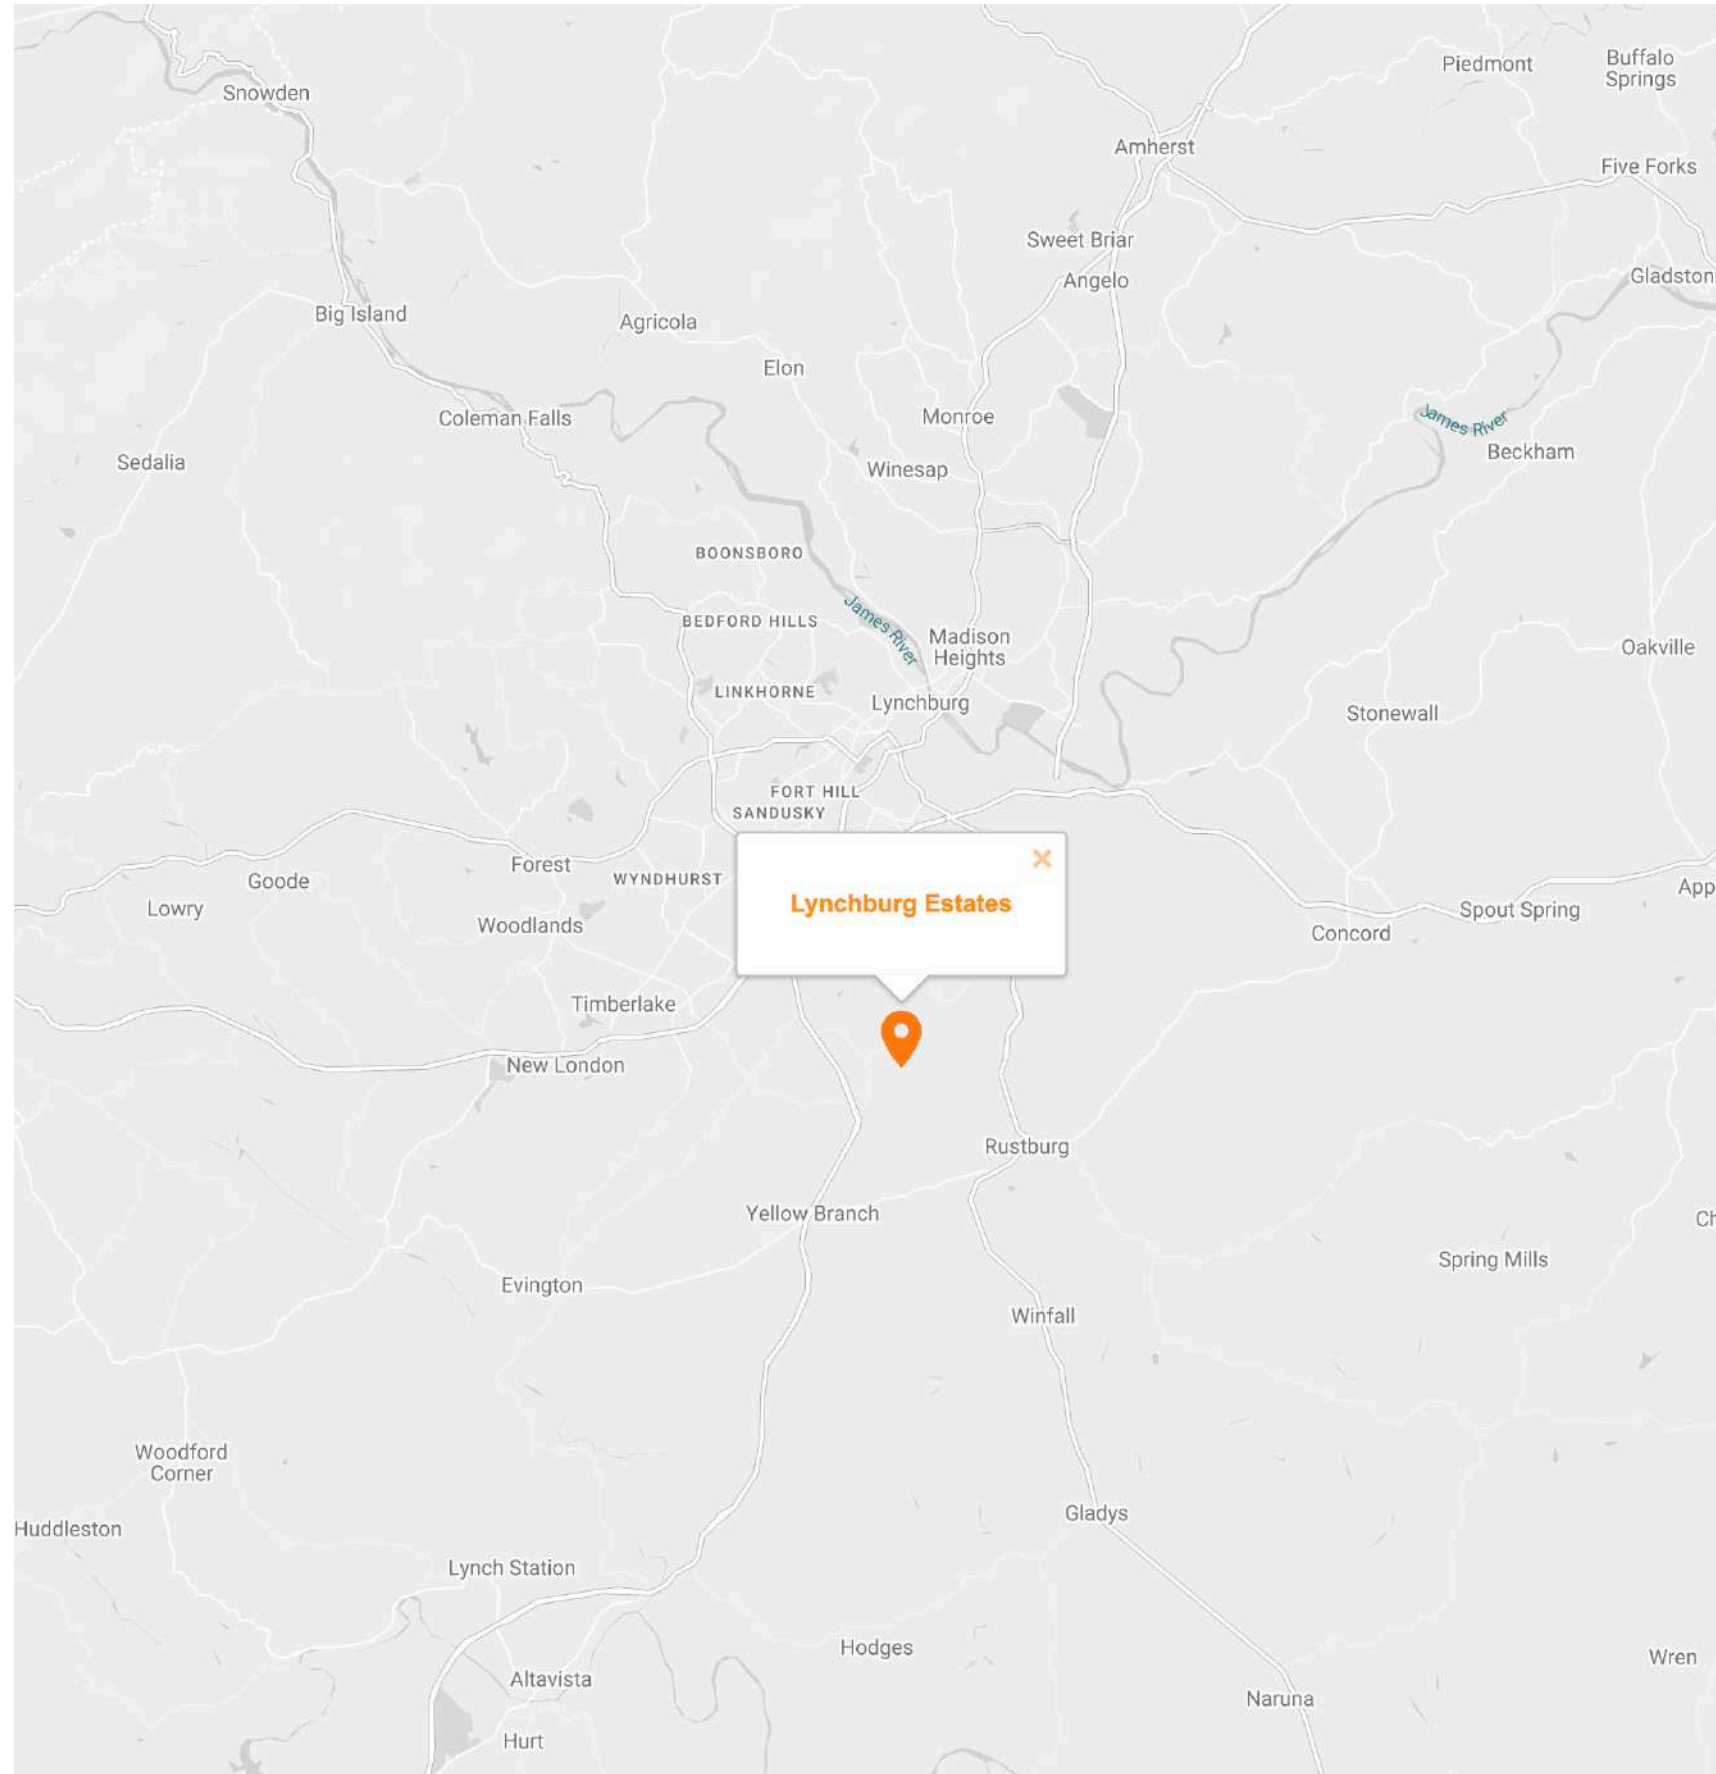 Piedmont
Buffalo
Springs
Snowden
Amherst
Five Forks
Sweet Briar
Angelo
Gladston
Big Island
Agricola
Elon
Monroe
Coleman Falls
James River
Beckham
Sedalia
Winesap
BOONSBORO
James River
BEDFORD HILLS
Madison
Heights
Oakville
LINKHORNE
Lynchburg
Stonewall
FORT HILL
SANDUSKY
Forest
Goode
WYNDHURST
Lynchburg Estates
App
Lowry
Woodlands
Spout Spring
Concord
Timberlake
New London
Rustburg
Yellow Branch
Ch
Spring Mills
Evington
Winfall
Woodford
Corner
Gladys
Huddleston
Lynch Station
Hodges
Wren
Altavista
Naruna
Hurt